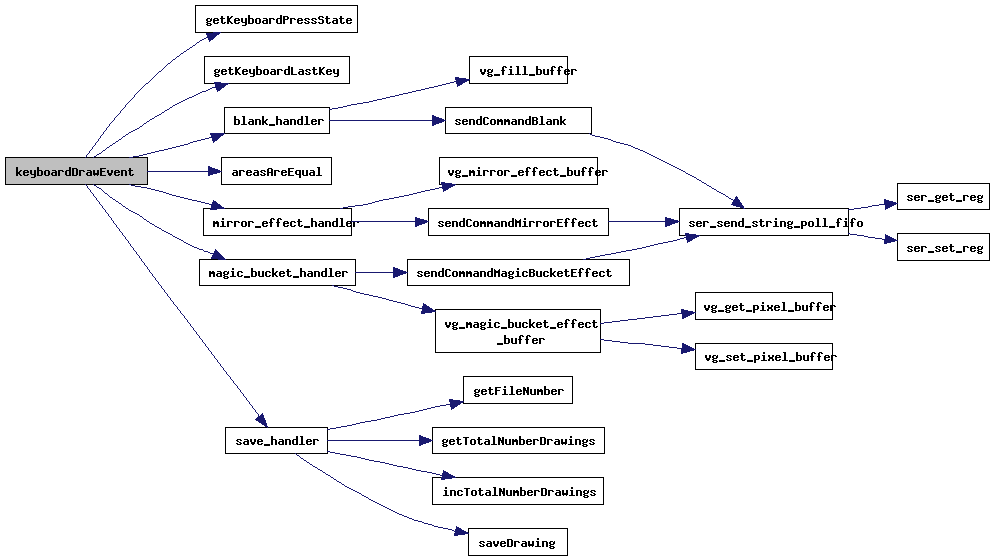 getKeyboardPressState
getKeyboardLastKey
vg_fill_buffer
blank_handler
sendCommandBlank
keyboardDrawEvent
areasAreEqual
vg_mirror_effect_buffer
ser_get_reg
mirror_effect_handler
sendCommandMirrorEffect
ser_send_string_poll_fifo
ser_set_reg
magic_bucket_handler
sendCommandMagicBucketEffect
vg_get_pixel_buffer
vg_magic_bucket_effect
_buffer
vg_set_pixel_buffer
getFileNumber
save_handler
getTotalNumberDrawings
incTotalNumberDrawings
saveDrawing